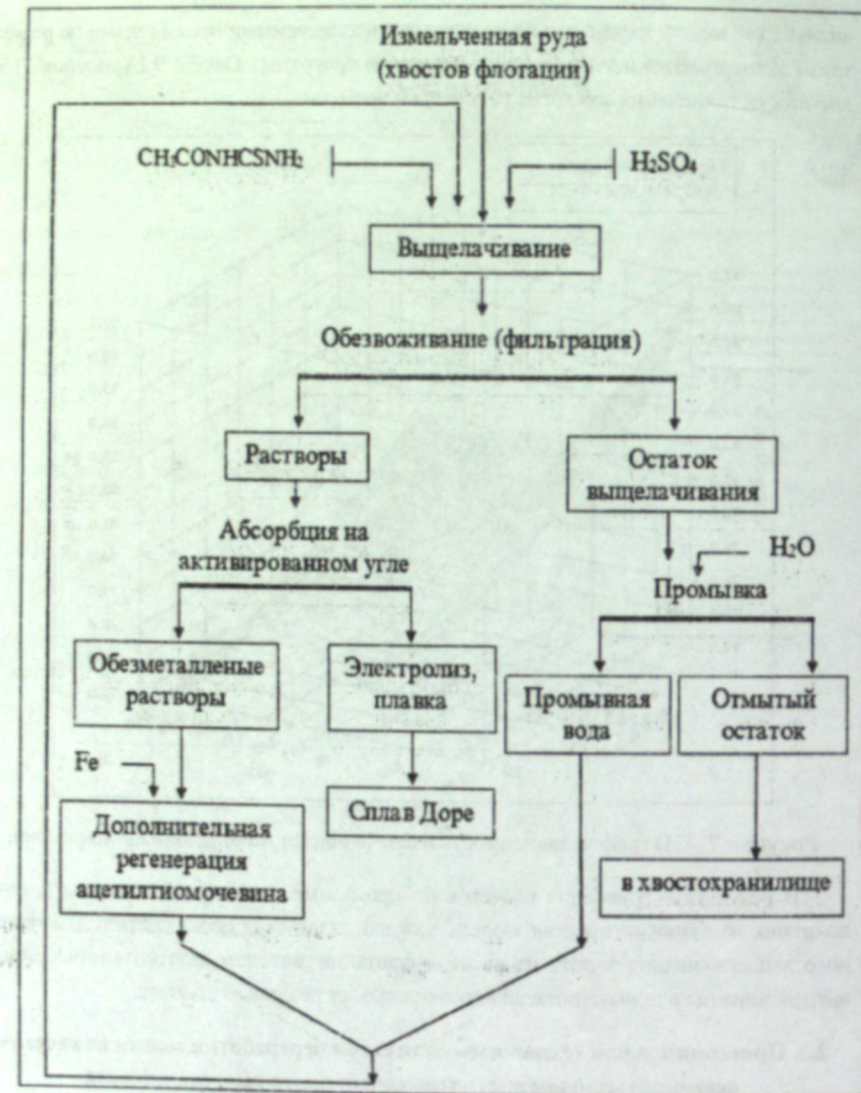 Измельченная руда
(хвостов флотации)
CH3CONHCSNH2
H2SO4
Выщелачивание
Обезвоживание (фильтрация)
Растворы
Остаток
выщелачивания
Абсорбция на
активированном угле
H2O
Промывка
Обезметалленые
растворы
Электролиз,
плавка
Промывная
вода
Отмытый
остаток
Fe
Дополнительная
регенерация
ацетилтиомочевина
Сплав Доре
в хвостохранилище